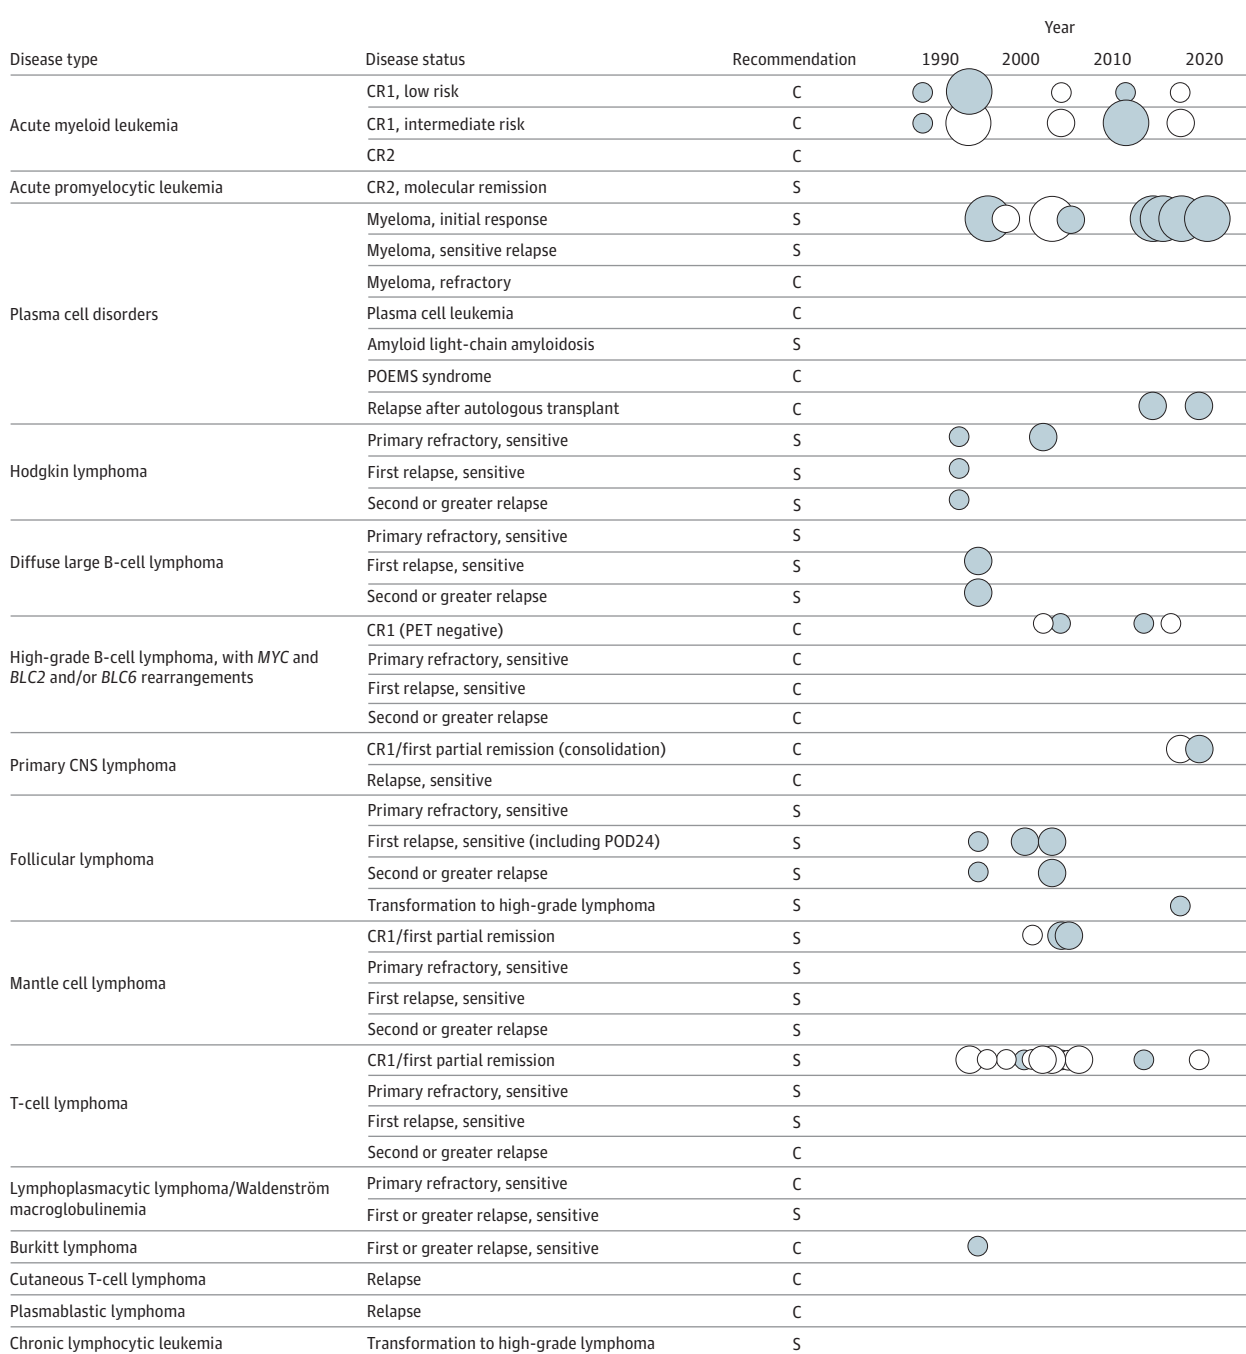 Year
Disease type Disease status Recommendation 1990 2000 2010 2020
Acute myeloid leukemia
CR1, low risk C
CR1, intermediate risk C
CR2 C
Acute promyelocytic leukemia CR2, molecular remission S
Plasma cell disorders
Myeloma, initial response S
Myeloma, sensitive relapse S
Myeloma, refractory C
Plasma cell leukemia C
Amyloid light-chain amyloidosis S
POEMS syndrome C
Relapse after autologous transplant C
Hodgkin lymphoma
Primary refractory, sensitive S
First relapse, sensitive S
Second or greater relapse S
Diffuse large B-cell lymphoma
Primary refractory, sensitive S
First relapse, sensitive S
Second or greater relapse S
High-grade B-cell lymphoma, with MYC and
BLC2 and/or BLC6 rearrangements
CR1 (PET negative) C
Primary refractory, sensitive C
First relapse, sensitive C
Second or greater relapse C
Primary CNS lymphoma
CR1/first partial remission (consolidation) C
Relapse, sensitive C
Follicular lymphoma
Primary refractory, sensitive S
First relapse, sensitive (including POD24) S
Second or greater relapse S
Transformation to high-grade lymphoma S
Mantle cell lymphoma
CR1/first partial remission S
Primary refractory, sensitive S
First relapse, sensitive S
Second or greater relapse S
T-cell lymphoma
CR1/first partial remission S
Primary refractory, sensitive S
First relapse, sensitive S
Second or greater relapse C
Lymphoplasmacytic lymphoma/Waldenström
macroglobulinemia
Primary refractory, sensitive C
First or greater relapse, sensitive S
Burkitt lymphoma First or greater relapse, sensitive C
Cutaneous T-cell lymphoma Relapse C
Plasmablastic lymphoma Relapse C
Chronic lymphocytic leukemia Transformation to high-grade lymphoma S